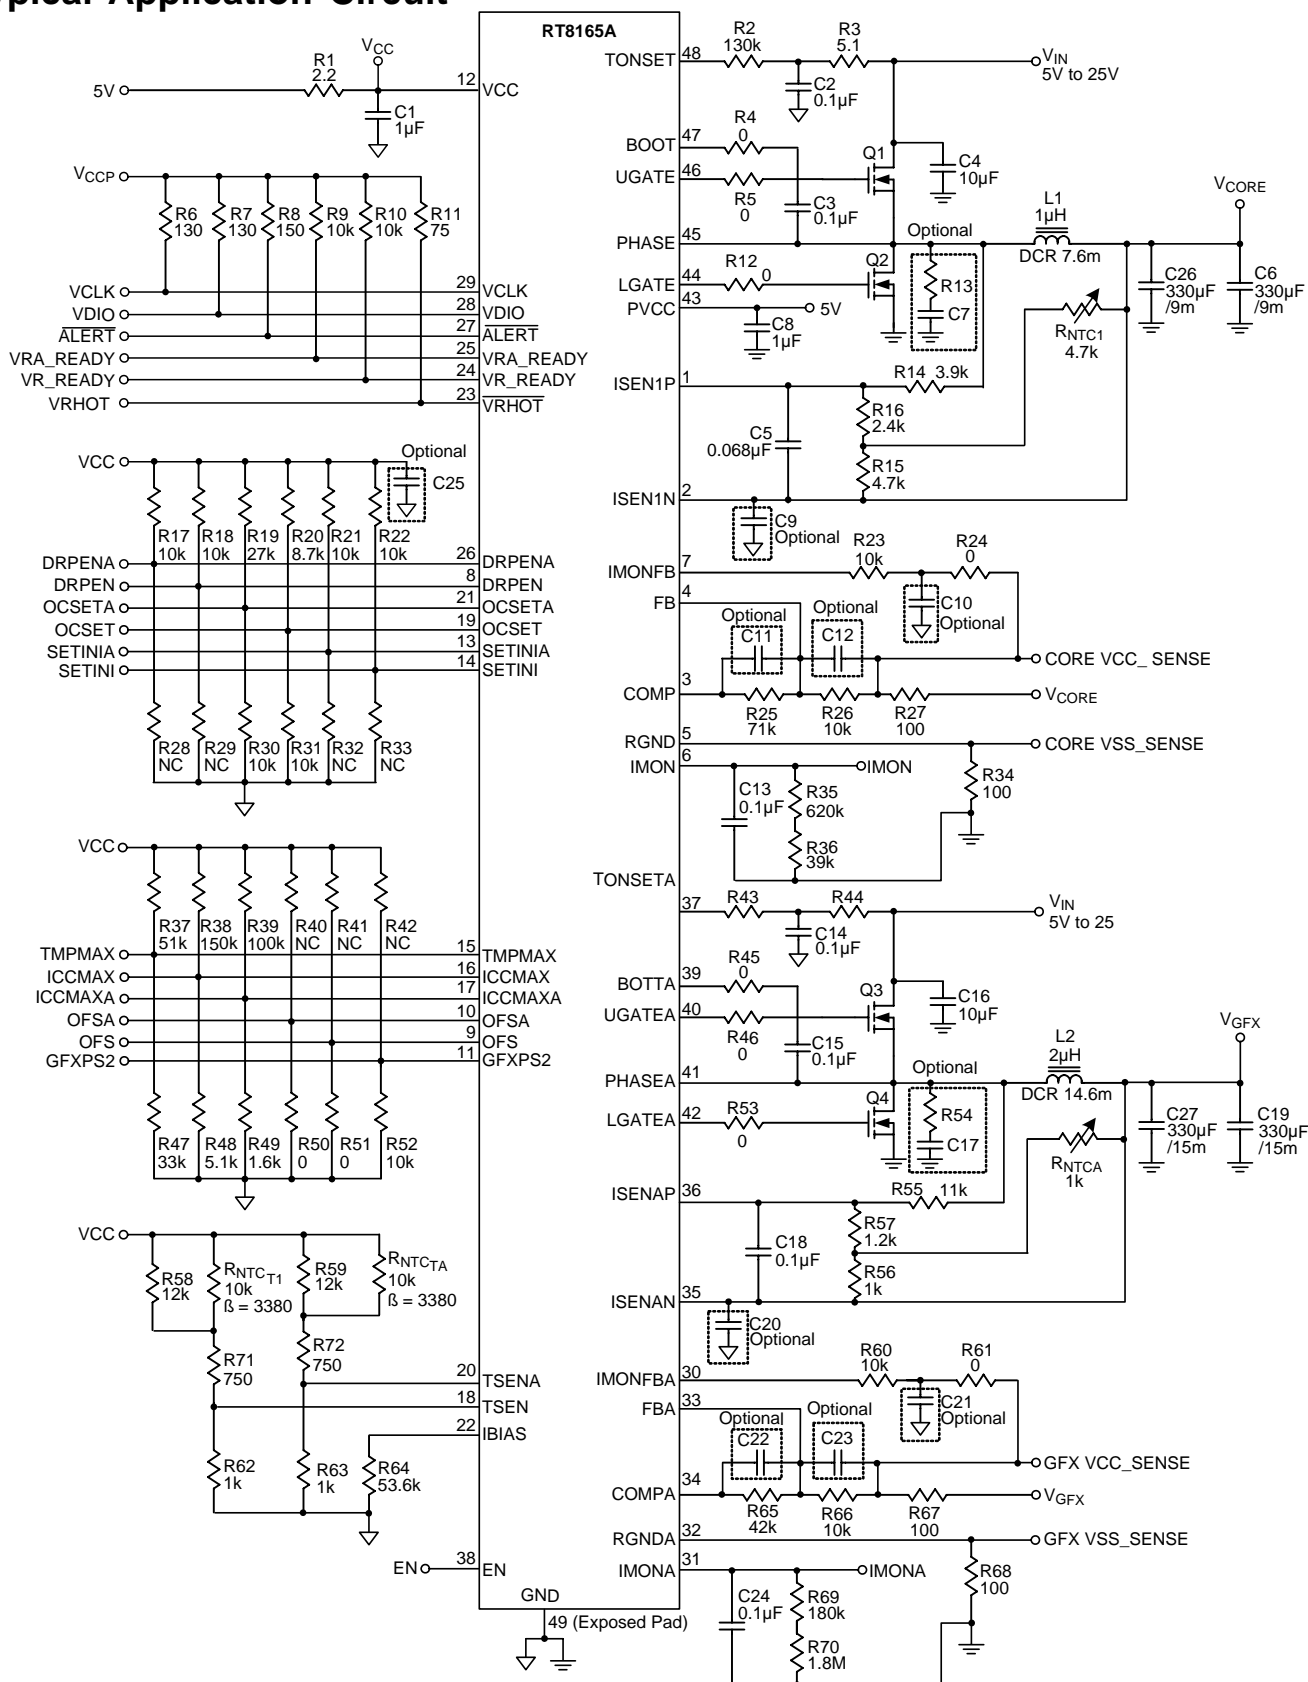 Typical Application Circuit
RT8165A
VCC
R1
2.2
5V
12
VCC
C1
1µF
VCCP
R6
130
R7
130
R8
150
R9
10k
R10
10k
R11
75
VCLK 29 VCLK
VDIO 28 VDIO
ALERT 27 ALERT
VRA_READY 25 VRA_READY
VR_READY 24 VR_READY
VRHOT 23 VRHOT
VCC
Optional
C25
R17
10k
R18
10k
R19
27k
R20
8.7k
R21
10k
R22
10k
DRPENA 26 DRPENA
DRPEN 8 DRPEN
OCSETA 21 OCSETA
OCSET 19 OCSET
SETINIA 13 SETINIA
SETINI 14 SETINI
R28
NC
R29
NC
R30
10k
R31
10k
R32
NC
R33
NC
VCC
R37
51k
R38
150k
R39
100k
R40
NC
R41
NC
R42
NC
TMPMAX 15 TMPMAX
ICCMAX 16 ICCMAX
ICCMAXA 17 ICCMAXA
OFSA 10 OFSA
OFS 9 OFS
GFXPS2 11 GFXPS2
R47
33k
R48
5.1k
R49
1.6k
R50
0
R51
0
R52
10k
VCC
R58
12k
RNTCT1
10k
ß = 3380
R59
12k
RNTCTA
10k
ß = 3380
R71
750
R72
750
20 TSENA
18 TSEN
22 IBIAS
R62
1k
R63
1k
R64
53.6k
EN 38 EN
GND
49 (Exposed Pad)
TONSET 48
R2
130k
R3
5.1
VIN
5V to 25V
C2
0.1µF
BOOT 47
R4
0
UGATE 46
R5
0
C3
0.1µF
Q1
C4
10µF
PHASE 45
Optional
L1
1µH
DCR 7.6m
VCORE
LGATE 44
R12
0
Q2
R13
C7
C26
330µF
/9m
C6
330µF
/9m
PVCC 43
5V
C8
1µF
RNTC1
4.7k
ISEN1P 1
R14 3.9k
R16
2.4k
C5
0.068µF
R15
4.7k
ISEN1N 2
C9
Optional
IMONFB 7
R23
10k
R24
0
C10
Optional
FB 4
Optional
C11
Optional
C12
CORE VCC_ SENSE
COMP 3
R25
71k
R26
10k
R27
100
VCORE
RGND 5
CORE VSS_SENSE
IMON 6
IMON
C13
0.1µF
R35
620k
R34
100
R36
39k
TONSETA
37
R43
R44
VIN
5V to 25
C14
0.1µF
BOTTA 39
R45
0
UGATEA 40
R46
0
C15
0.1µF
Q3
C16
10µF
PHASEA 41
Optional
L2
2µH
DCR 14.6m
VGFX
LGATEA 42
R53
0
Q4
R54
C17
C27
330µF
/15m
C19
330µF
/15m
RNTCA
1k
ISENAP 36
R55 11k
R57
1.2k
C18
0.1µF
R56
1k
ISENAN 35
C20
Optional
IMONFBA 30
R60
10k
R61
0
C21
Optional
FBA 33
Optional
C22
Optional
C23
GFX VCC_SENSE
COMPA 34
R65
42k
R66
10k
R67
100
VGFX
RGNDA 32
GFX VSS_SENSE
IMONA 31
IMONA
C24
0.1µF
R69
180k
R68
100
R70
1.8M